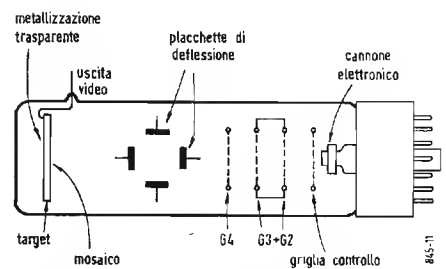 metallizzazione
trasparente
uscita
video
placchette di
deflessione
cannone
elettronico
target
mosaico
G4
G3+G2
griglia controllo
845-11